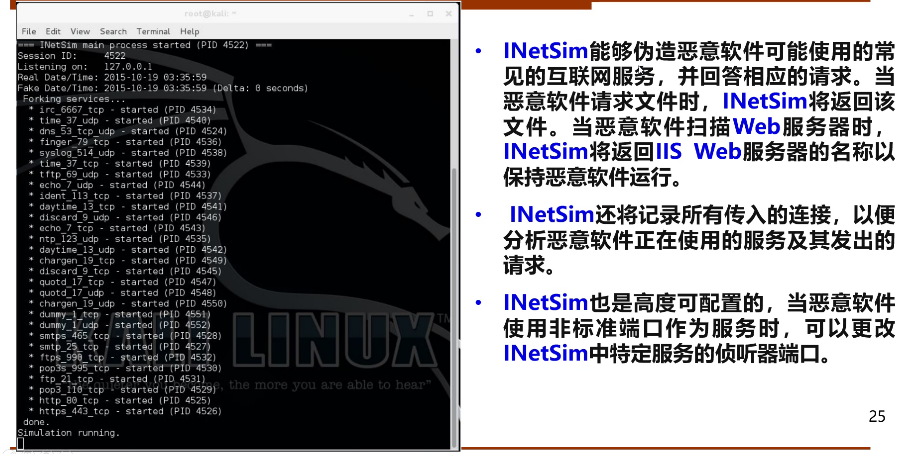 root@kali: ~
File Edit View Search Terminal Help
=== INetSim main process started (PID 4522) ===
Session ID: 4522
Listening on: 127.0.0.1
Real Date/Time: 2015-10-19 03:35:59
Fake Date/Time: 2015-10-19 03:35:59 (Delta: 0 seconds)
Forking services...
* irc_6667_tcp - started (PID 4534)
* time_37_udp - started (PID 4540)
* dns_53_tcp_udp - started (PID 4524)
* finger_79_tcp - started (PID 4536)
* syslog_514_udp - started (PID 4538)
* time_37_tcp - started (PID 4539)
* tftp_69_udp - started (PID 4533)
* echo_7_udp - started (PID 4544)
* ident_113_tcp - started (PID 4537)
* daytime_13_tcp - started (PID 4541)
* discard_9_udp - started (PID 4546)
* echo_7_tcp - started (PID 4543)
* ntp_123_udp - started (PID 4535)
* daytime_13_udp - started (PID 4542)
* chargen_19_tcp - started (PID 4549)
* discard_9_tcp - started (PID 4545)
* quotd_17_tcp - started (PID 4547)
* quotd_17_udp - started (PID 4548)
* chargen_19_udp - started (PID 4550)
* dummy_1_tcp - started (PID 4551)
* dummy_1_udp - started (PID 4552)
* smtps_465_tcp - started (PID 4528)
* smtp_25_tcp - started (PID 4527)
* ftps_990_tcp - started (PID 4532)
* pop3s_995_tcp - started (PID 4530)
* ftp_21_tcp - started (PID 4531)
* pop3_110_tcp - started (PID 4529)
* http_80_tcp - started (PID 4525)
* https_443_tcp - started (PID 4526)
done.
Simulation running.
KALI LINUX
, the more you are able to hear”
• INetSim能够伪造恶意软件可能使用的常
见的互联网服务，并回答相应的请求。当
恶意软件请求文件时，INetSim将返回该
文件。当恶意软件扫描Web服务器时，
INetSim将返回IIS Web服务器的名称以
保持恶意软件运行。
• INetSim还将记录所有传入的连接，以便
分析恶意软件正在使用的服务及其发出的
请求。
• INetSim也是高度可配置的，当恶意软件
使用非标准端口作为服务时，可以更改
INetSim中特定服务的侦听器端口。
25